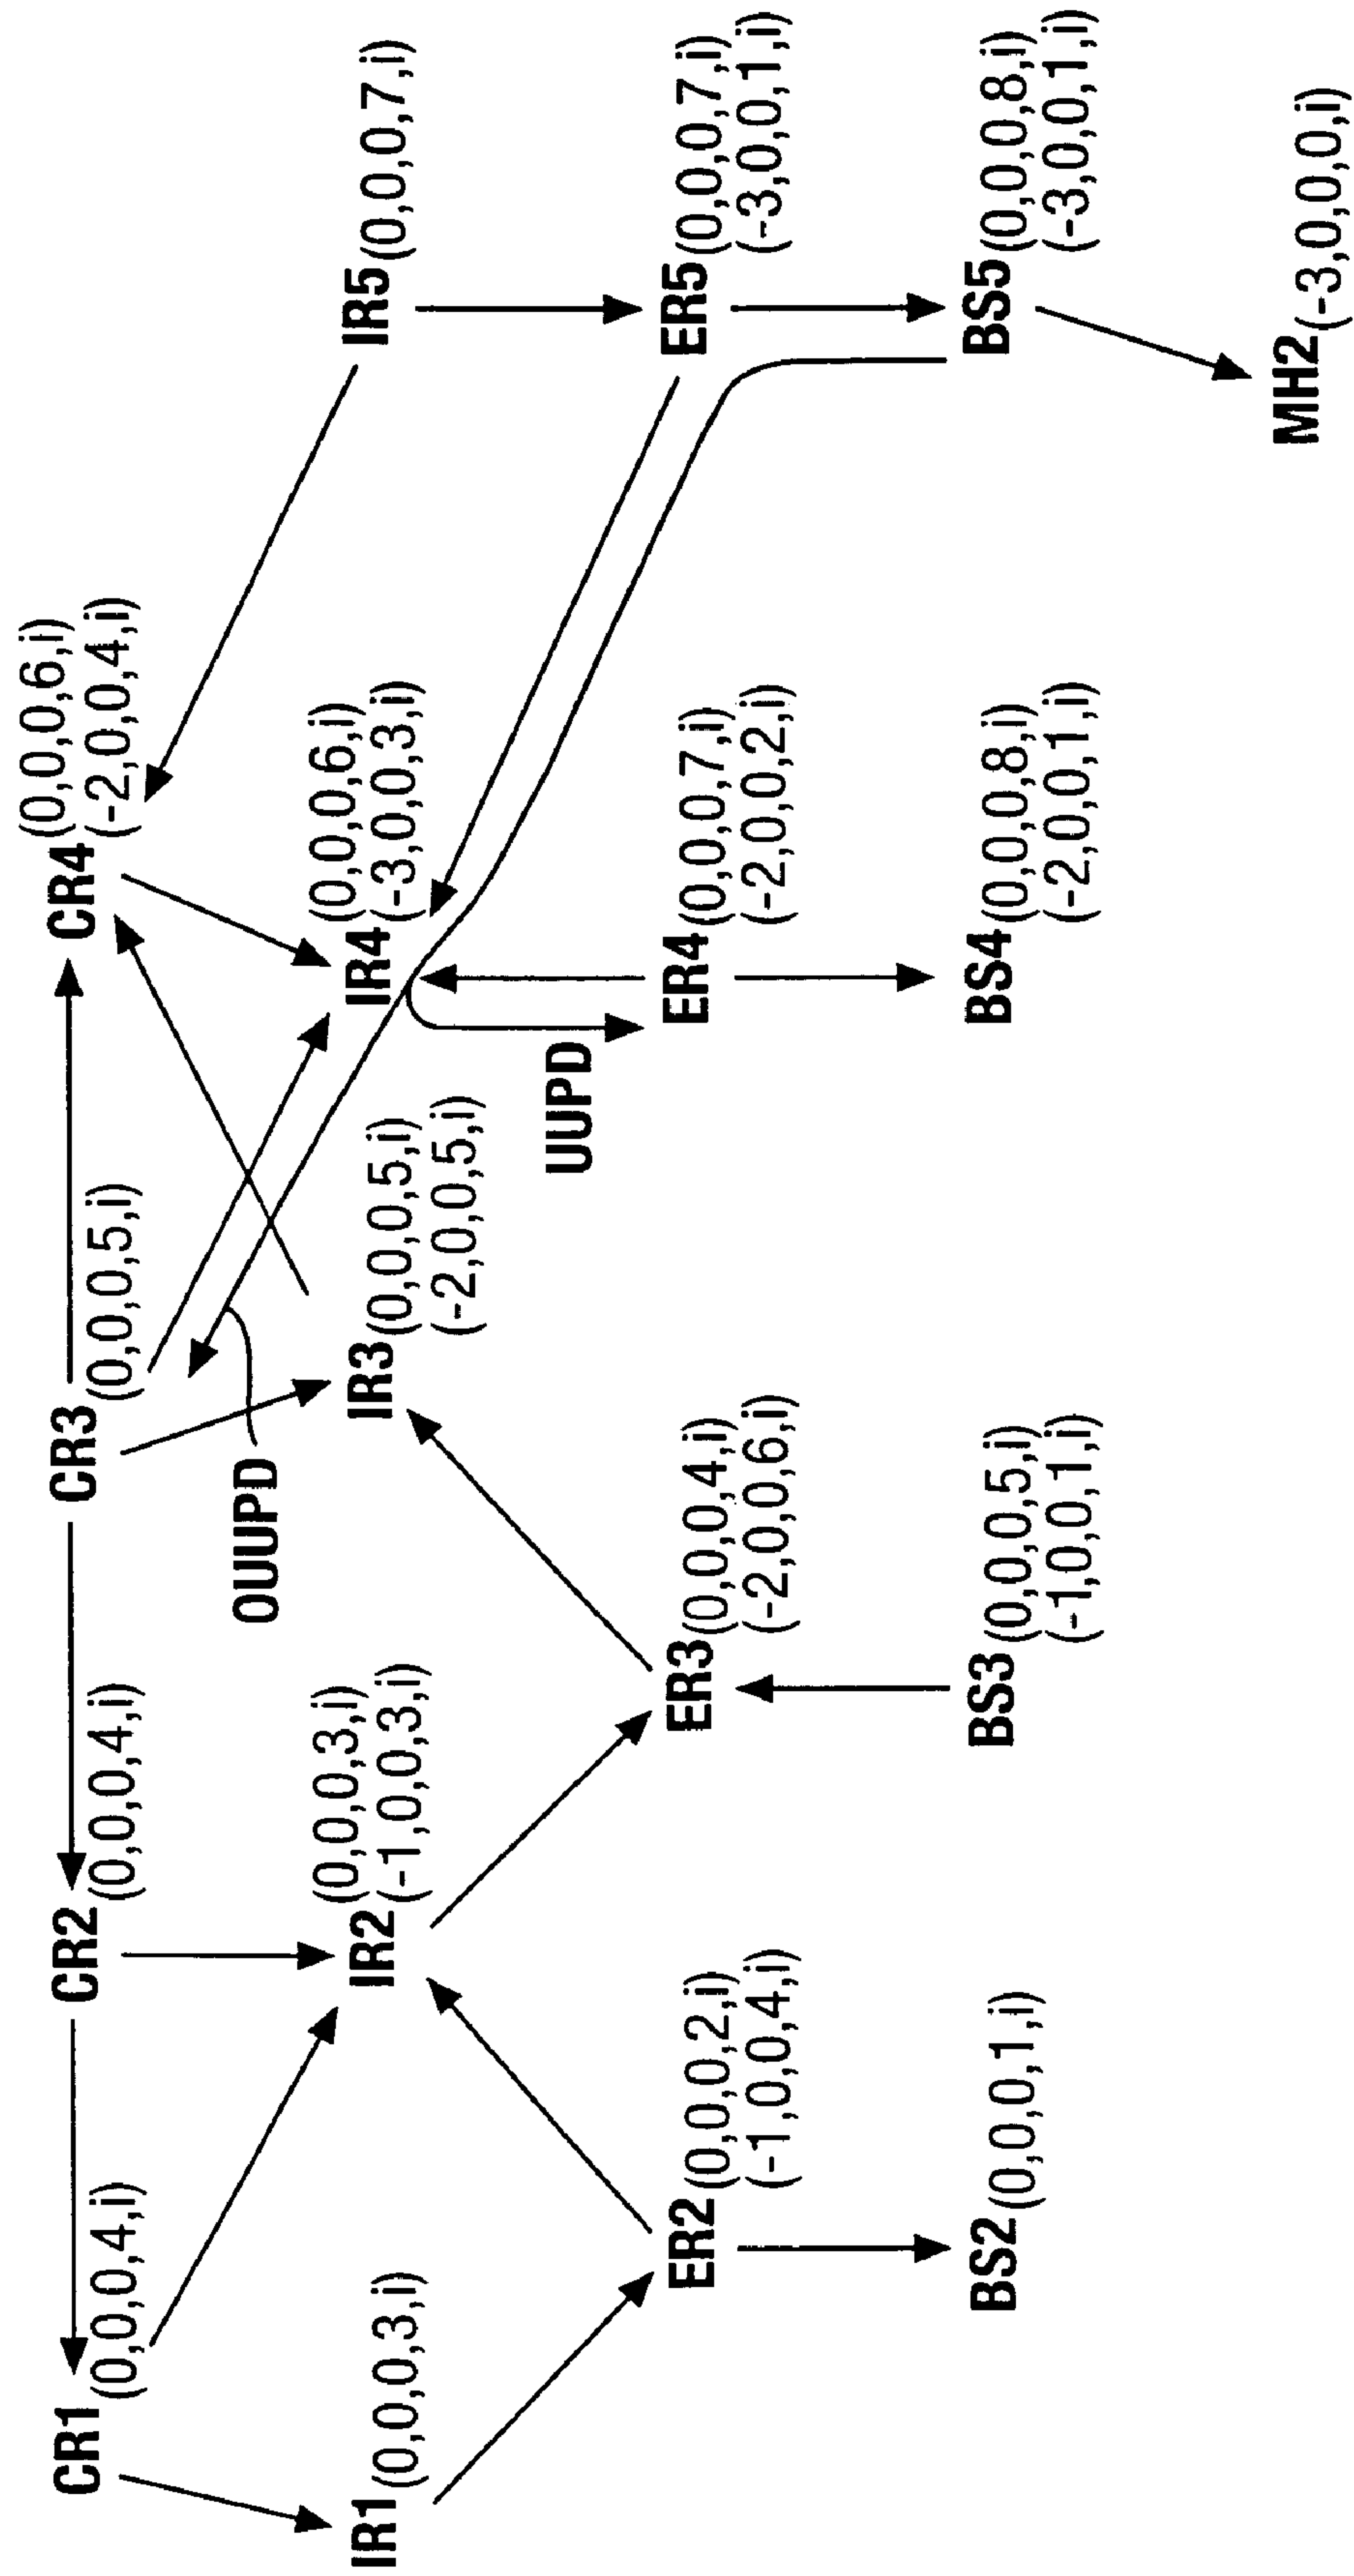 CR1
(0,0,0,4,i)
CR2
(0,0,0,4,i)
CR3
(0,0,0,5,i)
CR4
(0,0,0,6,i)
(-2,0,0,4,i)
OUUPD
IR1
(0,0,0,3,i)
IR2
(0,0,0,3,i)
(-1,0,0,3,i)
IR3
(0,0,0,5,i)
(-2,0,0,5,i)
IR4
(0,0,0,6,i)
(-3,0,0,3,i)
IR5
(0,0,0,7,i)
UUPD
ER2
(0,0,0,2,i)
(-1,0,0,4,i)
ER3
(0,0,0,4,i)
(-2,0,0,6,i)
ER4
(0,0,0,7,i)
(-2,0,0,2,i)
ER5
(0,0,0,7,i)
(-3,0,0,1,i)
BS2
(0,0,0,1,i)
BS3
(0,0,0,5,i)
(-1,0,0,1,i)
BS4
(0,0,0,8,i)
(-2,0,0,1,i)
BS5
(0,0,0,8,i)
(-3,0,0,1,i)
MH2
(-3,0,0,0,i)